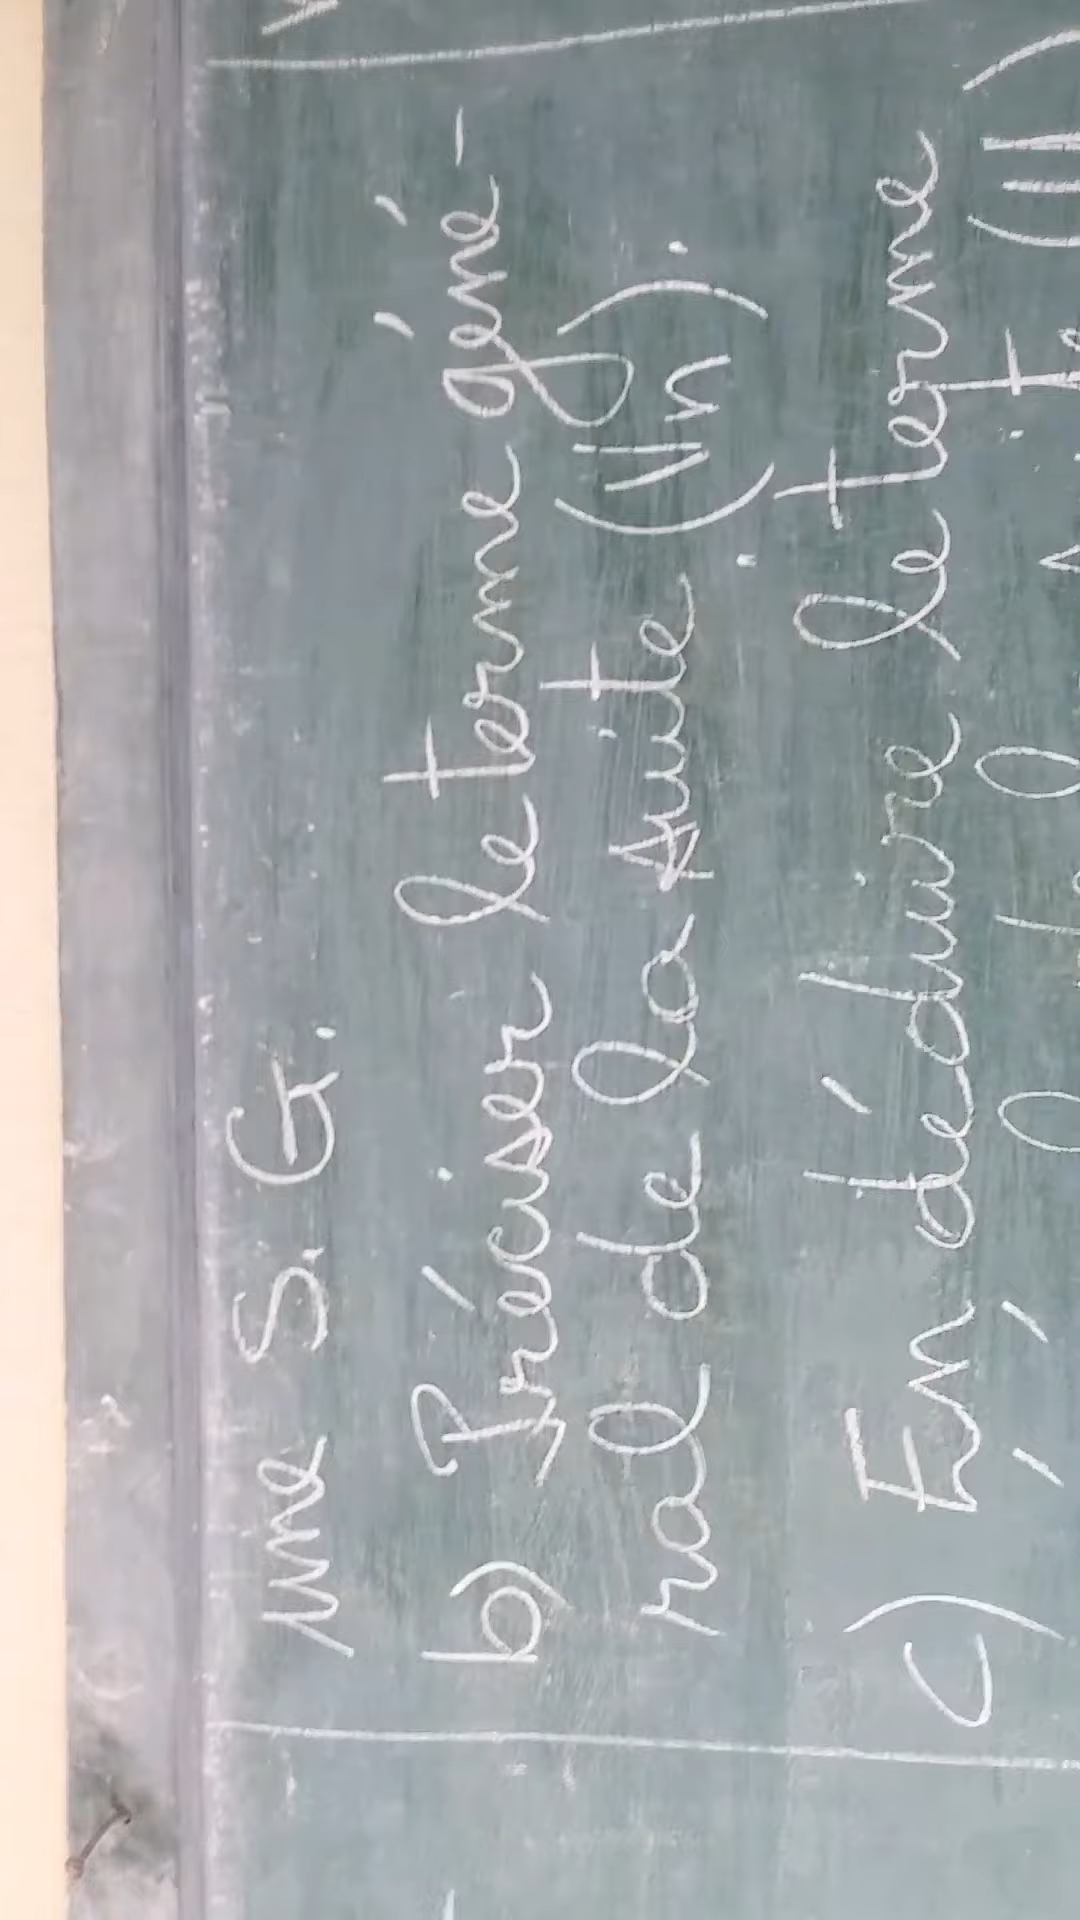 une S. G.
b) Préciser le terme géné-
ral de la suite (Vn).
c) En déduire le terme